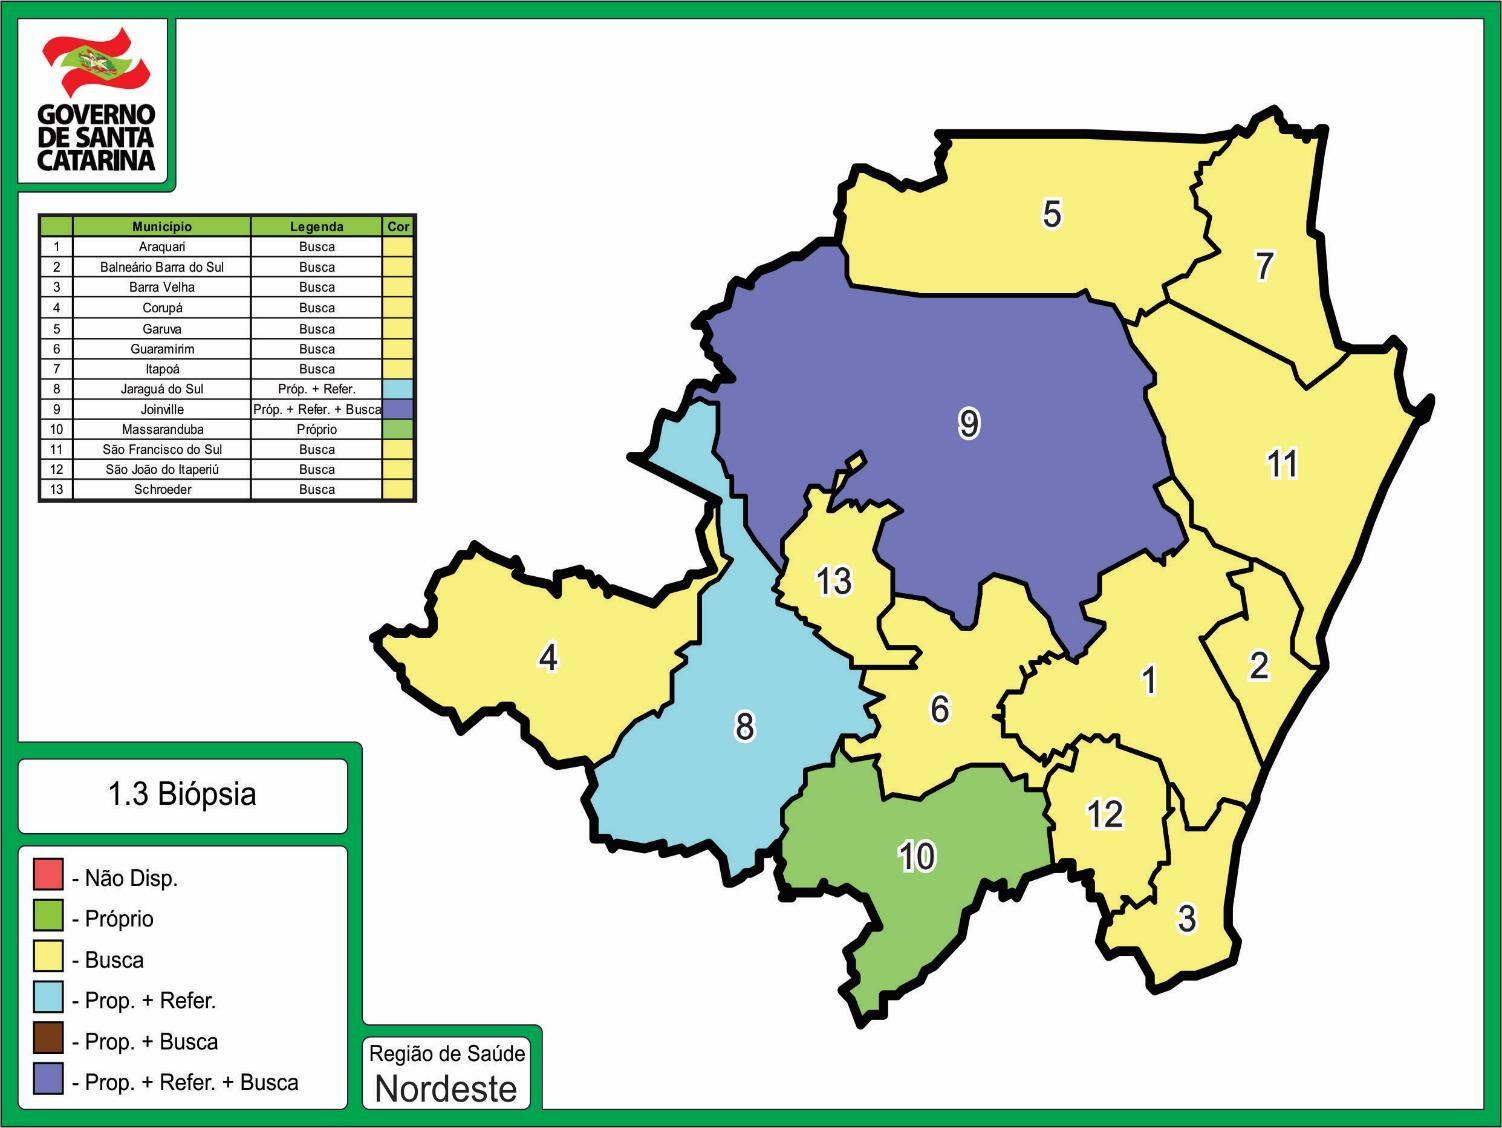 GOVERNO
DE SANTA
CATARINA
Município Legenda Cor
1 Araquari Busca
2 Balneário Barra do Sul Busca
3 Barra Velha Busca
4 Corupá Busca
5 Garuva Busca
6 Guaramirim Busca
7 Itapoá Busca
8 Jaraguá do Sul Próp. + Refer.
9 Joinville Próp. + Refer. + Busca
10 Massaranduba Próprio
11 São Francisco do Sul Busca
12 São João do Itaperiú Busca
13 Schroeder Busca
5
7
9
11
13
4
2
1
6
8
12
10
3
1.3 Biópsia
- Não Disp.
- Próprio
- Busca
- Prop. + Refer.
- Prop. + Busca
- Prop. + Refer. + Busca
Região de Saúde
Nordeste